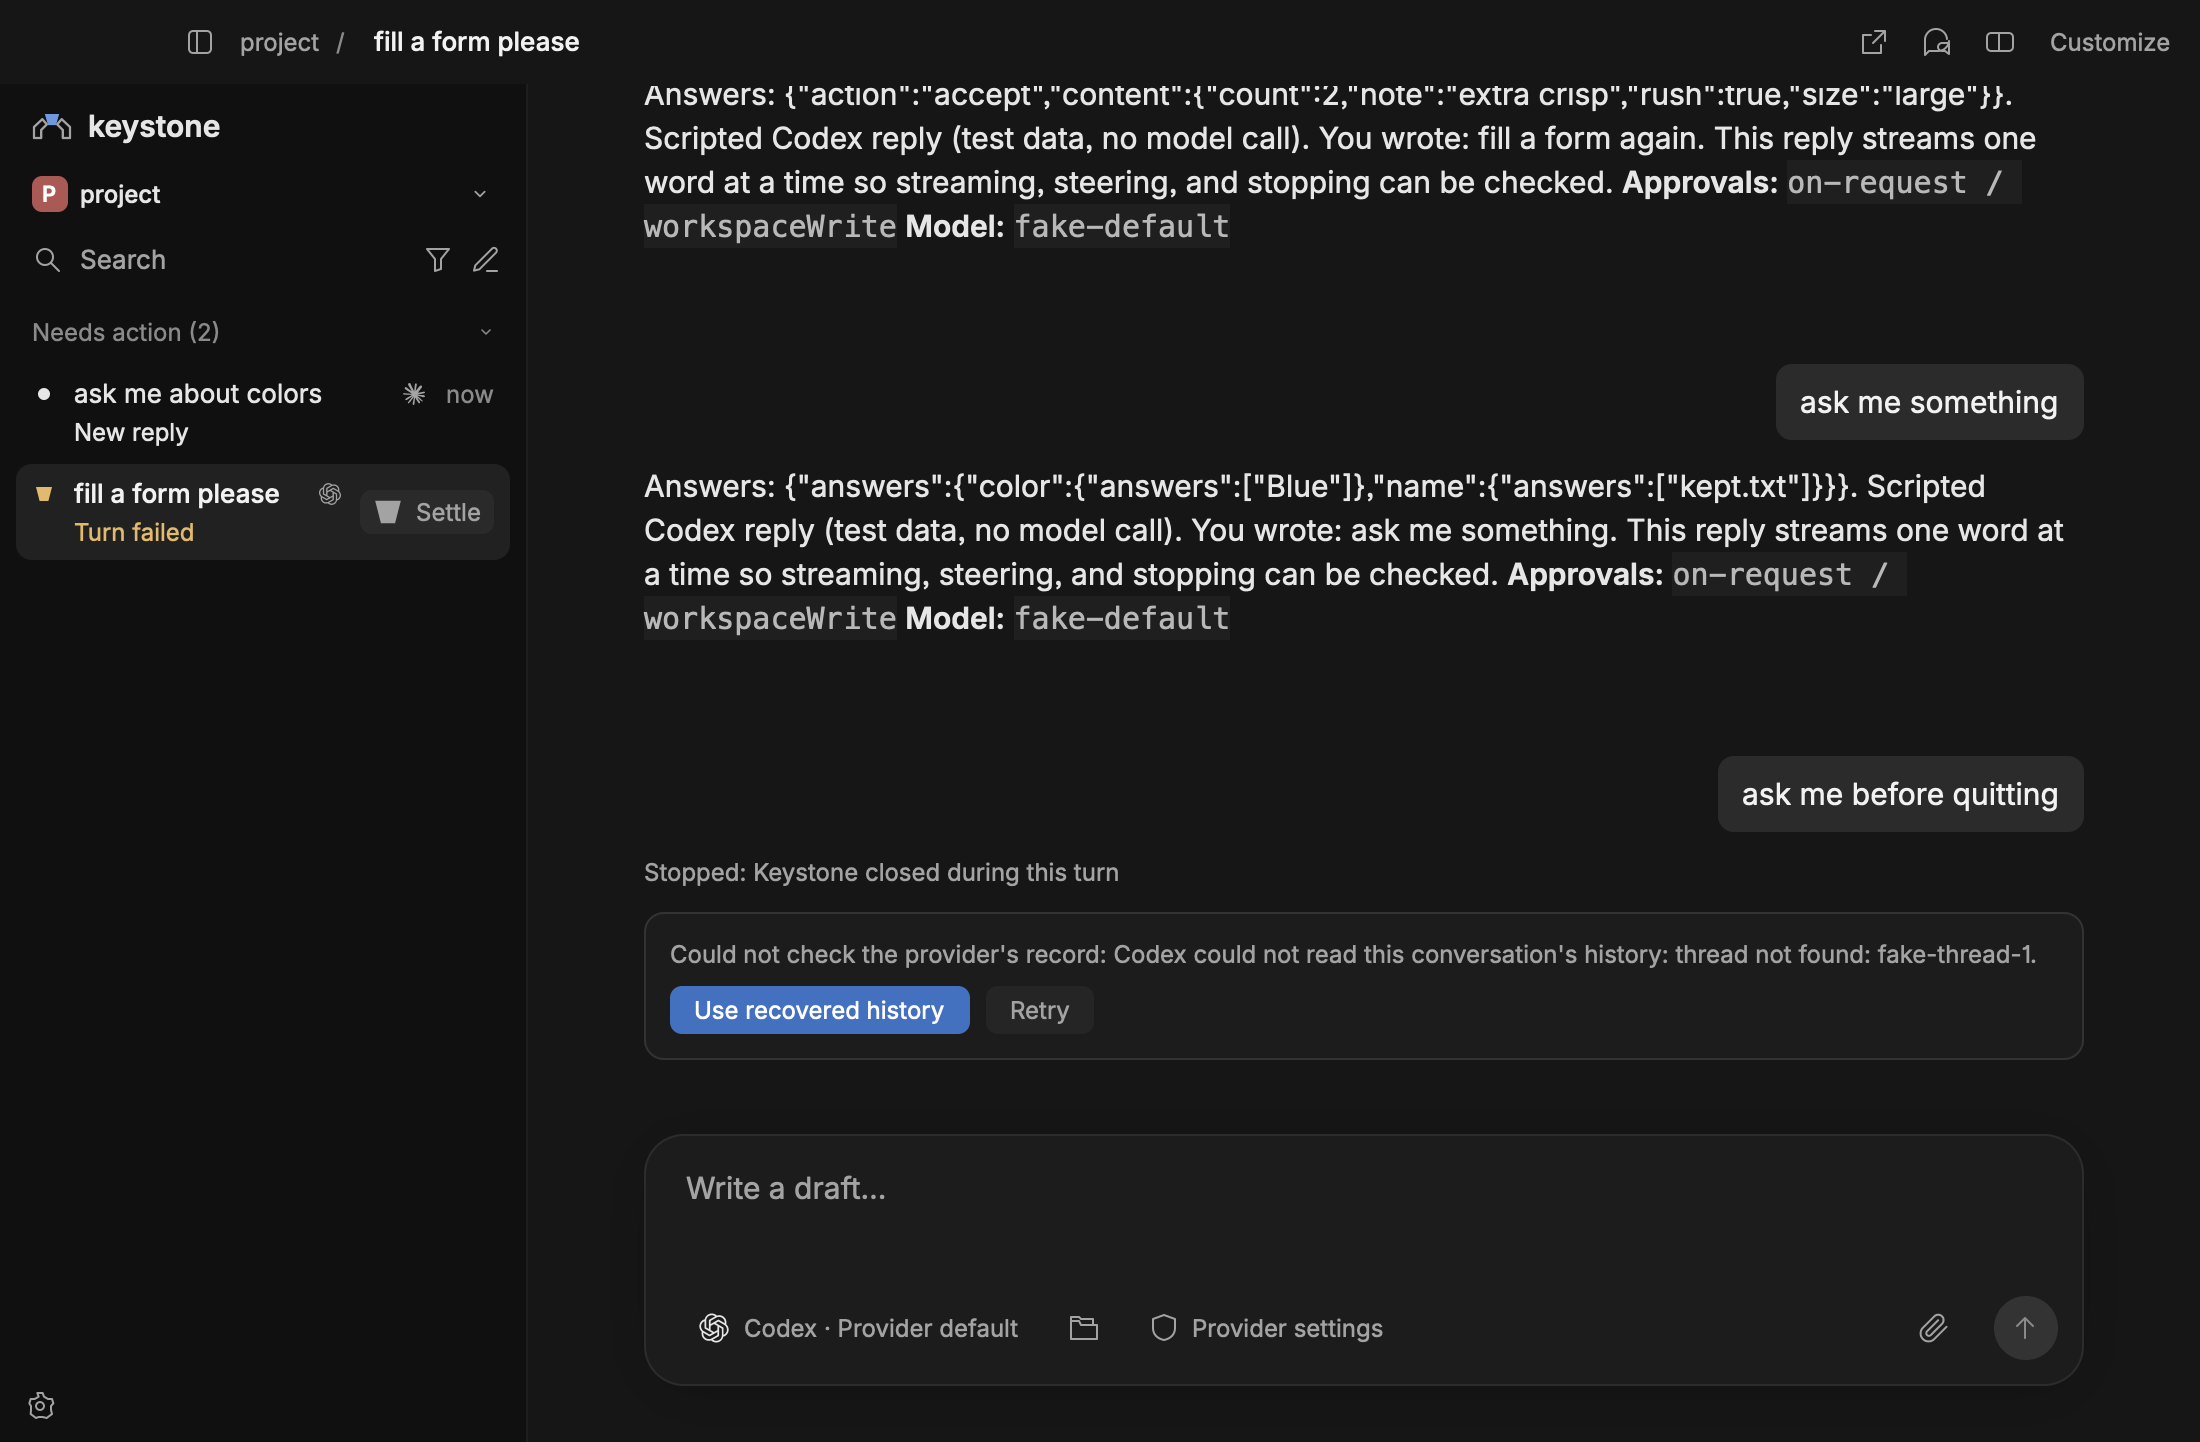 project / fill a form please
Customize
keystone
P project
Search
Needs action (2)
ask me about colors now
New reply
fill a form please Settle
Turn failed
Answers: {"action":"accept","content":{"count":2,"note":"extra crisp","rush":true,"size":"large"}}.
Scripted Codex reply (test data, no model call). You wrote: fill a form again. This reply streams one
word at a time so streaming, steering, and stopping can be checked. Approvals: on-request /
workspaceWrite Model: fake-default
ask me something
Answers: {"answers":{"color":{"answers":["Blue"]},"name":{"answers":["kept.txt"]}}}. Scripted
Codex reply (test data, no model call). You wrote: ask me something. This reply streams one word at
a time so streaming, steering, and stopping can be checked. Approvals: on-request /
workspaceWrite Model: fake-default
ask me before quitting
Stopped: Keystone closed during this turn
Could not check the provider's record: Codex could not read this conversation's history: thread not found: fake-thread-1.
Use recovered history Retry
Write a draft...
Codex · Provider default Provider settings